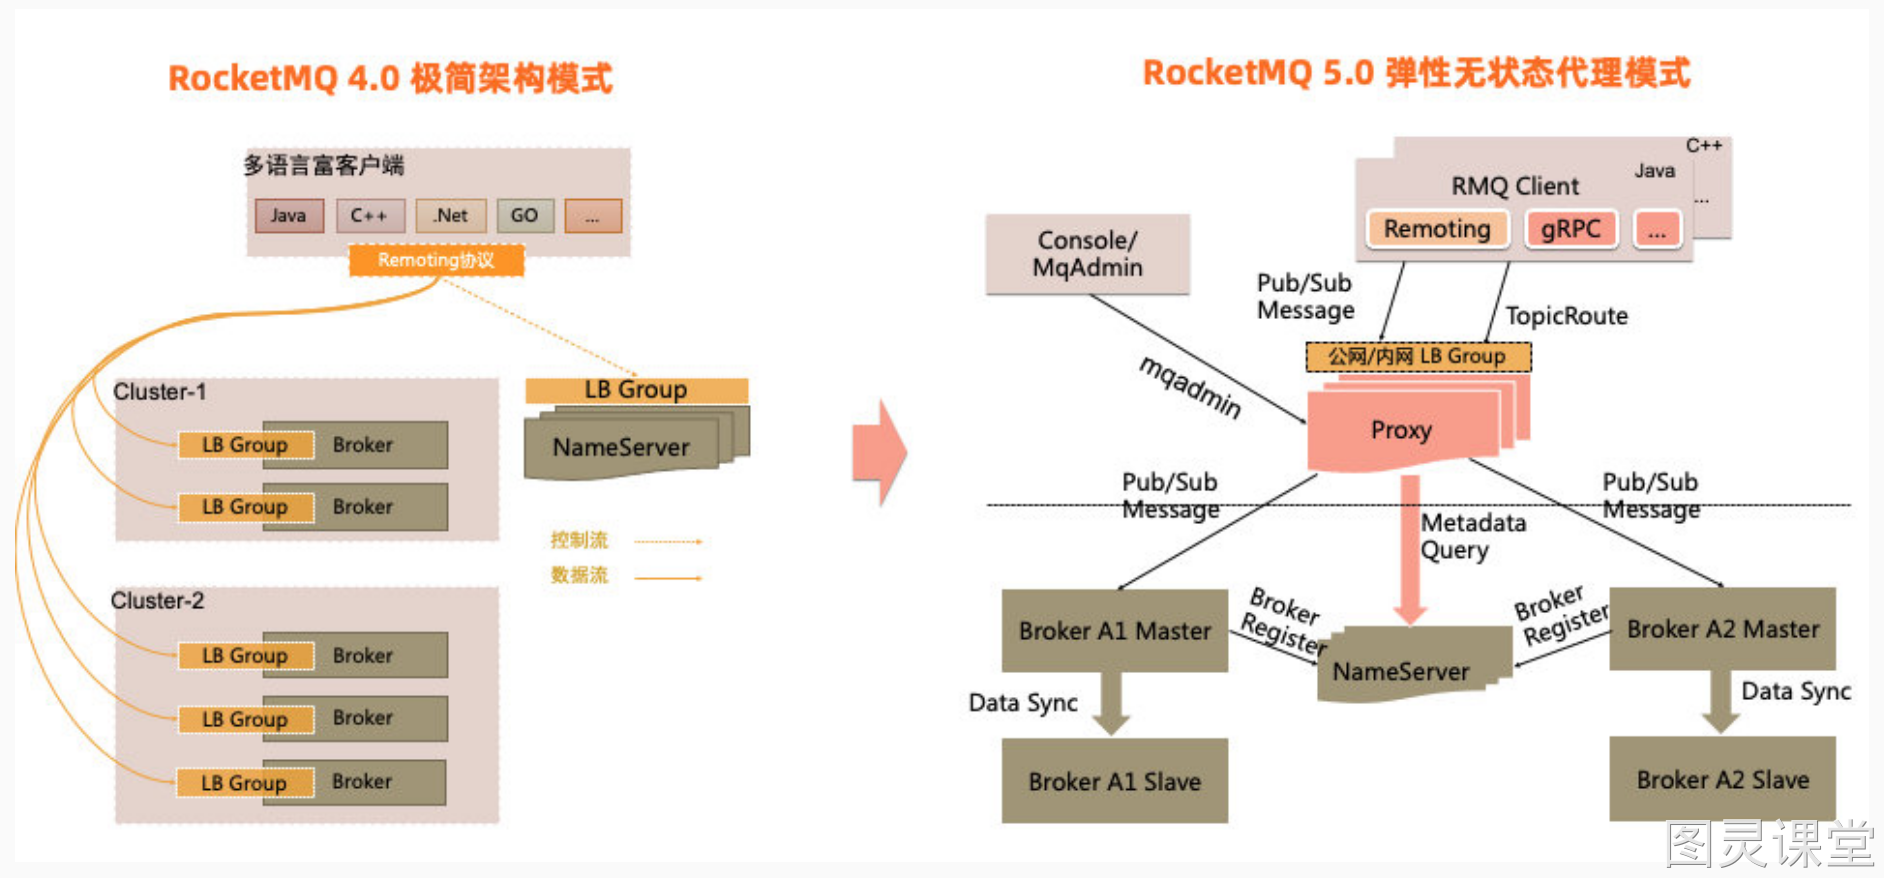 RocketMQ 4.0 极简架构模式
多语言富客户端
Java
C++
.Net
GO
...
Remoting协议
Cluster-1
LB Group
Broker
LB Group
Broker
LB Group
NameServer
控制流
数据流
Cluster-2
LB Group
Broker
LB Group
Broker
LB Group
Broker
RocketMQ 5.0 弹性无状态代理模式
C++
Java
...
RMQ Client
Remoting
gRPC
...
Console/
MqAdmin
Pub/Sub
Message
TopicRoute
公网/内网 LB Group
mqadmin
Proxy
Pub/Sub
Message
Metadata
Query
Pub/Sub
Message
Broker A1 Master
Broker
Register
NameServer
Broker
Register
Broker A2 Master
Data Sync
Data Sync
Broker A1 Slave
Broker A2 Slave
图灵课堂